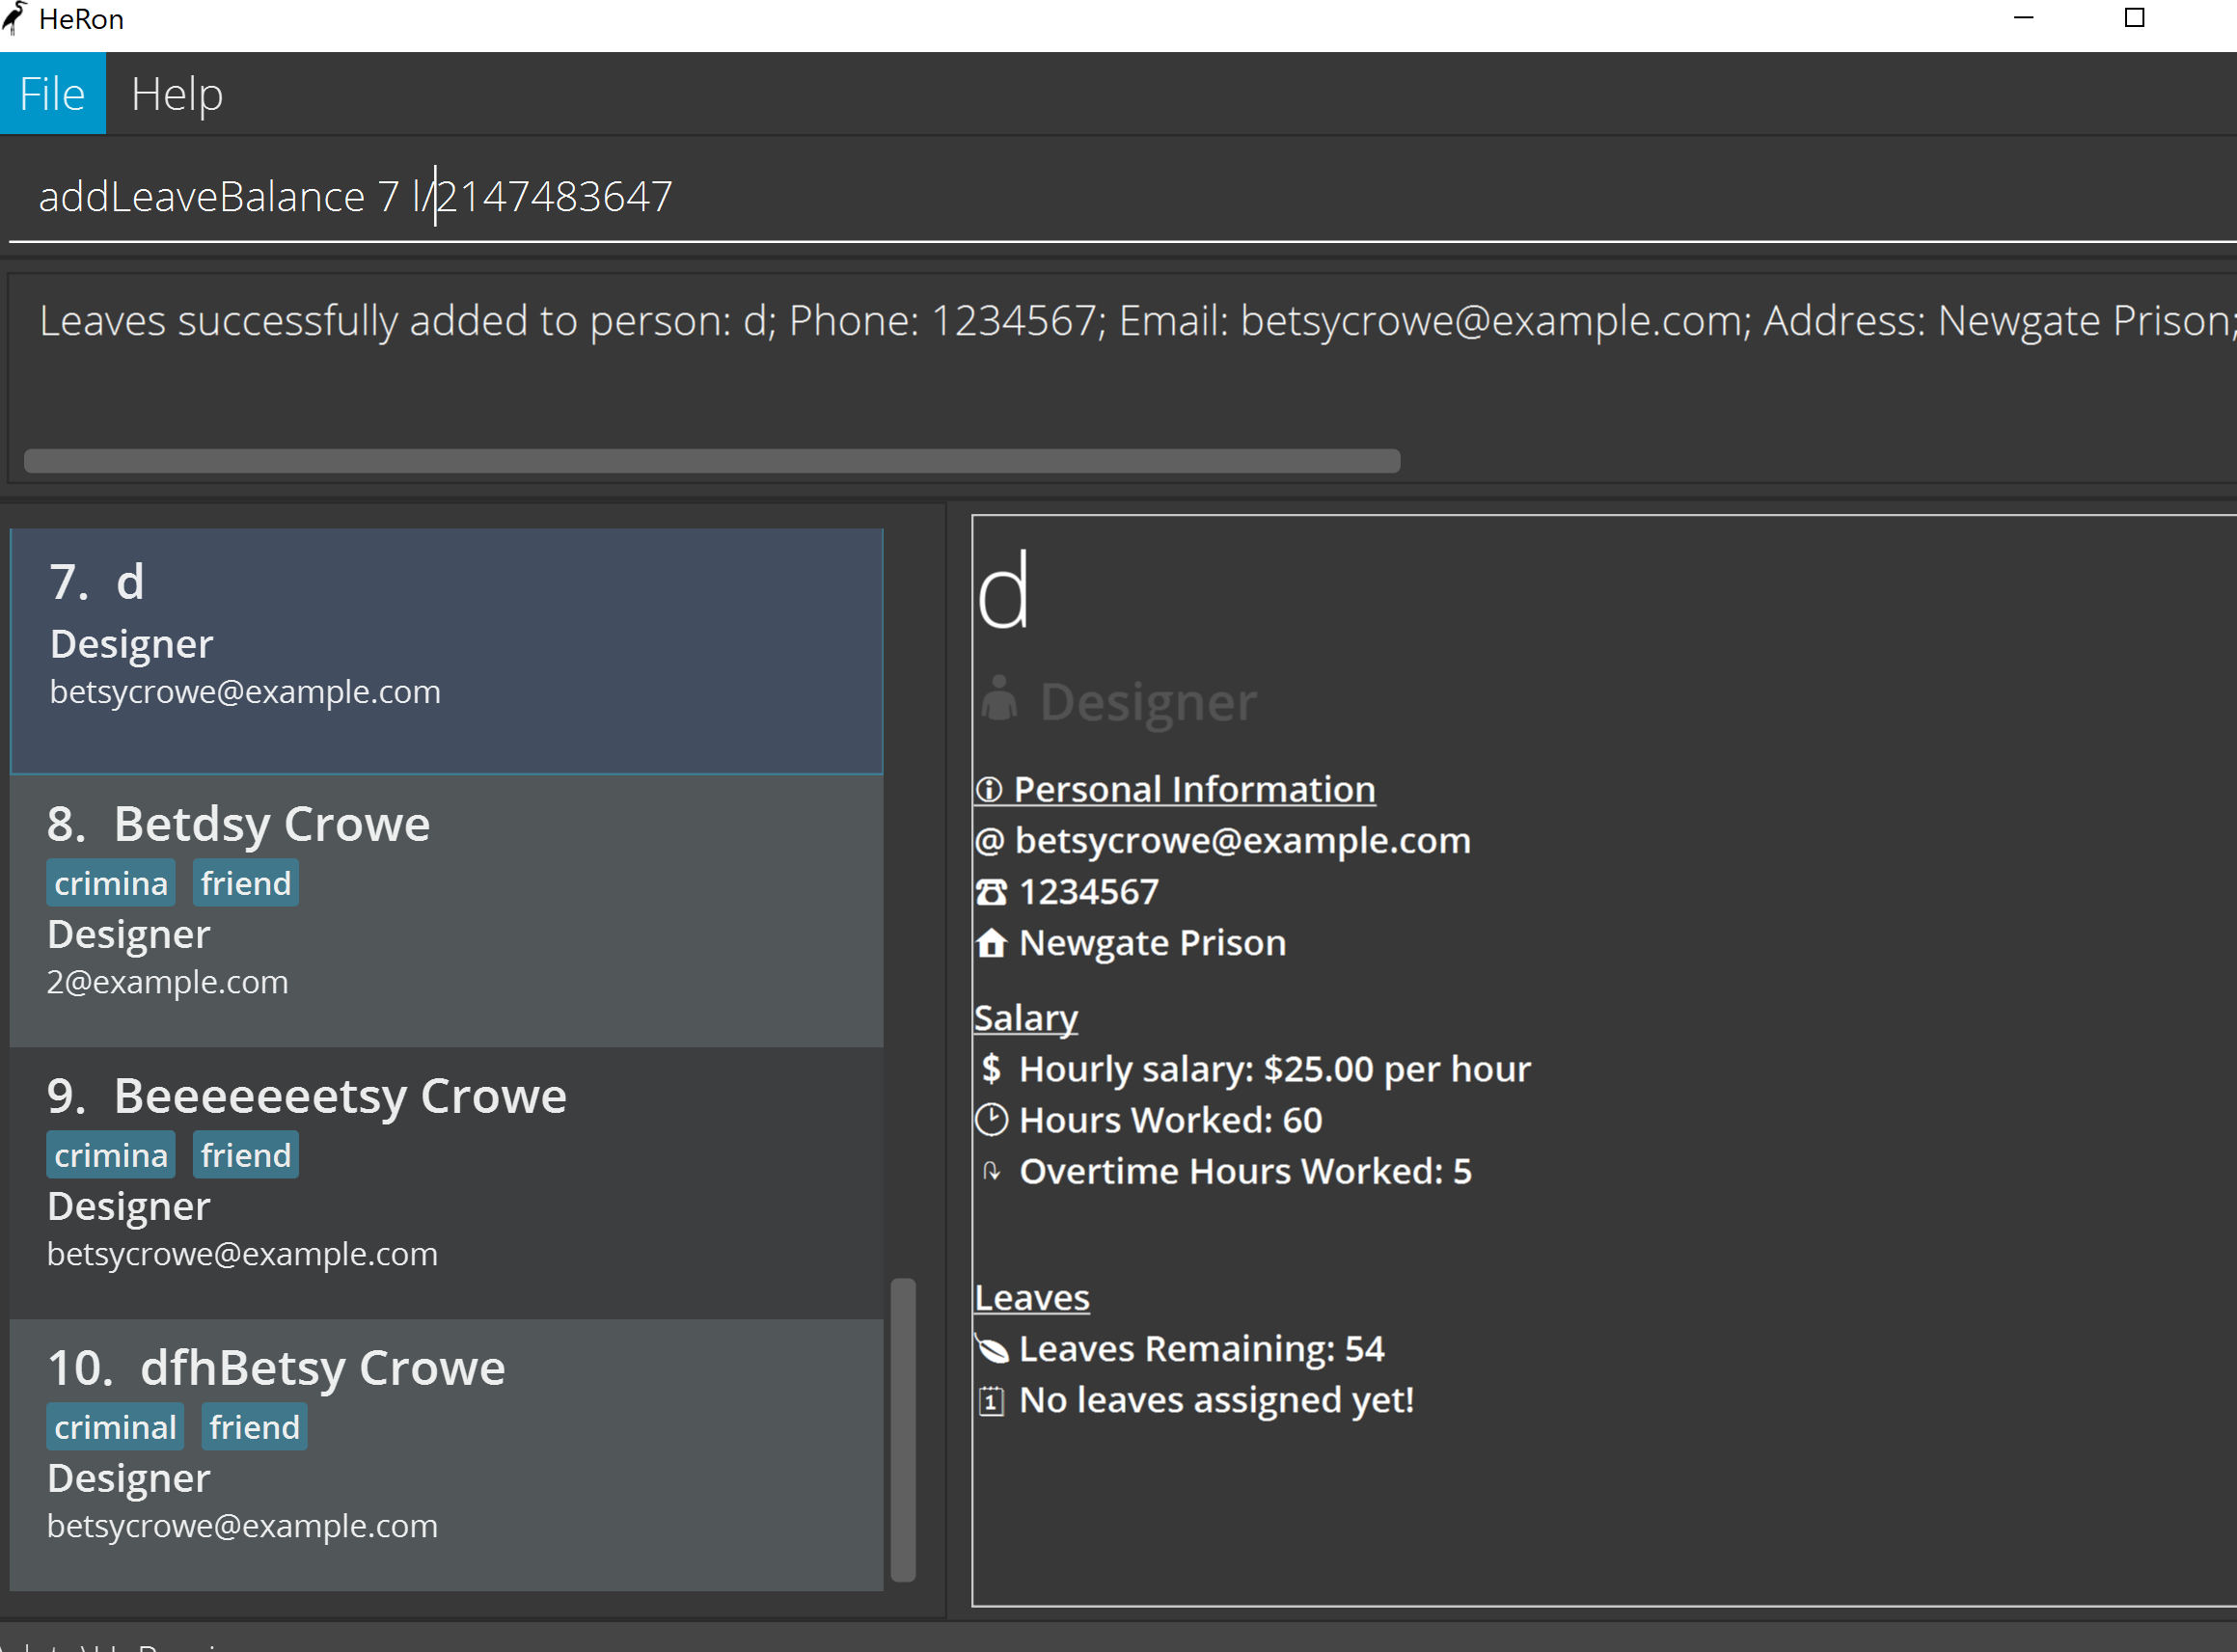 HeRon
File Help
addLeaveBalance 7 l/2147483647
Leaves successfully added to person: d; Phone: 1234567; Email: betsycrowe@example.com; Address: Newgate Prison;
7. d
Designer
betsycrowe@example.com
8. Betdsy Crowe
crimina friend
Designer
2@example.com
9. Beeeeeeetsy Crowe
crimina friend
Designer
betsycrowe@example.com
10. dfhBetsy Crowe
criminal friend
Designer
betsycrowe@example.com
d
Designer
Personal Information
@ betsycrowe@example.com
1234567
Newgate Prison
Salary
$ Hourly salary: $25.00 per hour
Hours Worked: 60
Overtime Hours Worked: 5
Leaves
Leaves Remaining: 54
1 No leaves assigned yet!